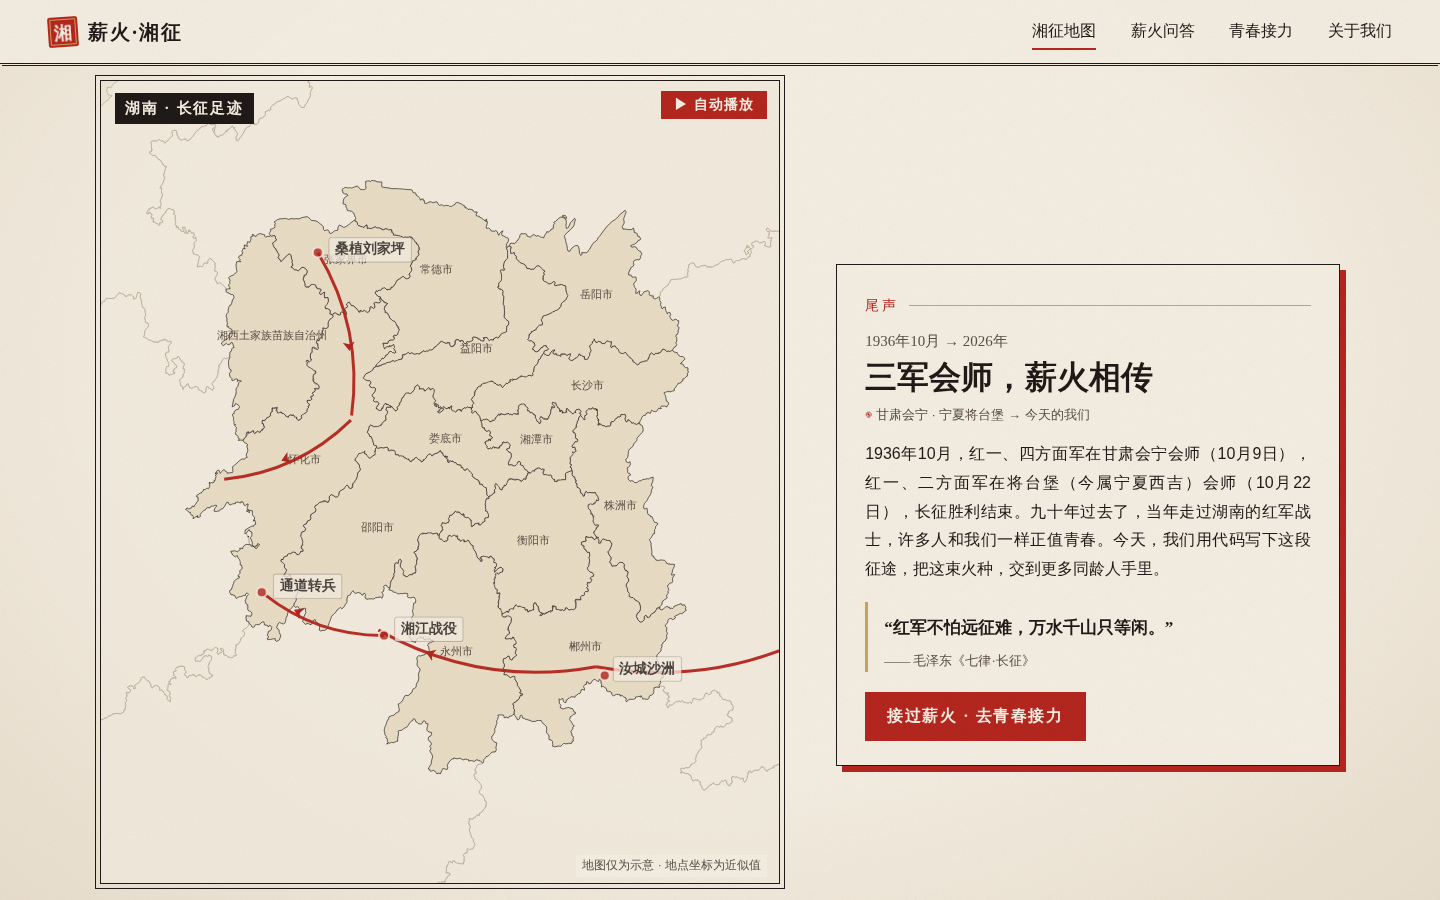 湘 薪火·湘征
湘征地图 薪火问答 青春接力 关于我们
湖南 · 长征足迹
▶ 自动播放
桑植刘家坪
常德市
岳阳市
湘西土家族苗族自治州
益阳市
长沙市
娄底市
湘潭市
怀化市
株洲市
邵阳市
衡阳市
通道转兵
湘江战役
永州市
郴州市
汝城沙洲
地图仅为示意 · 地点坐标为近似值
尾声
1936年10月 → 2026年
三军会师，薪火相传
甘肃会宁 · 宁夏将台堡 → 今天的我们
1936年10月，红一、四方面军在甘肃会宁会师（10月9日），
红一、二方面军在将台堡（今属宁夏西吉）会师（10月22
日），长征胜利结束。九十年过去了，当年走过湖南的红军战
士，许多人和我们一样正值青春。今天，我们用代码写下这段
征途，把这束火种，交到更多同龄人手里。
“红军不怕远征难，万水千山只等闲。”
—— 毛泽东《七律·长征》
接过薪火 · 去青春接力